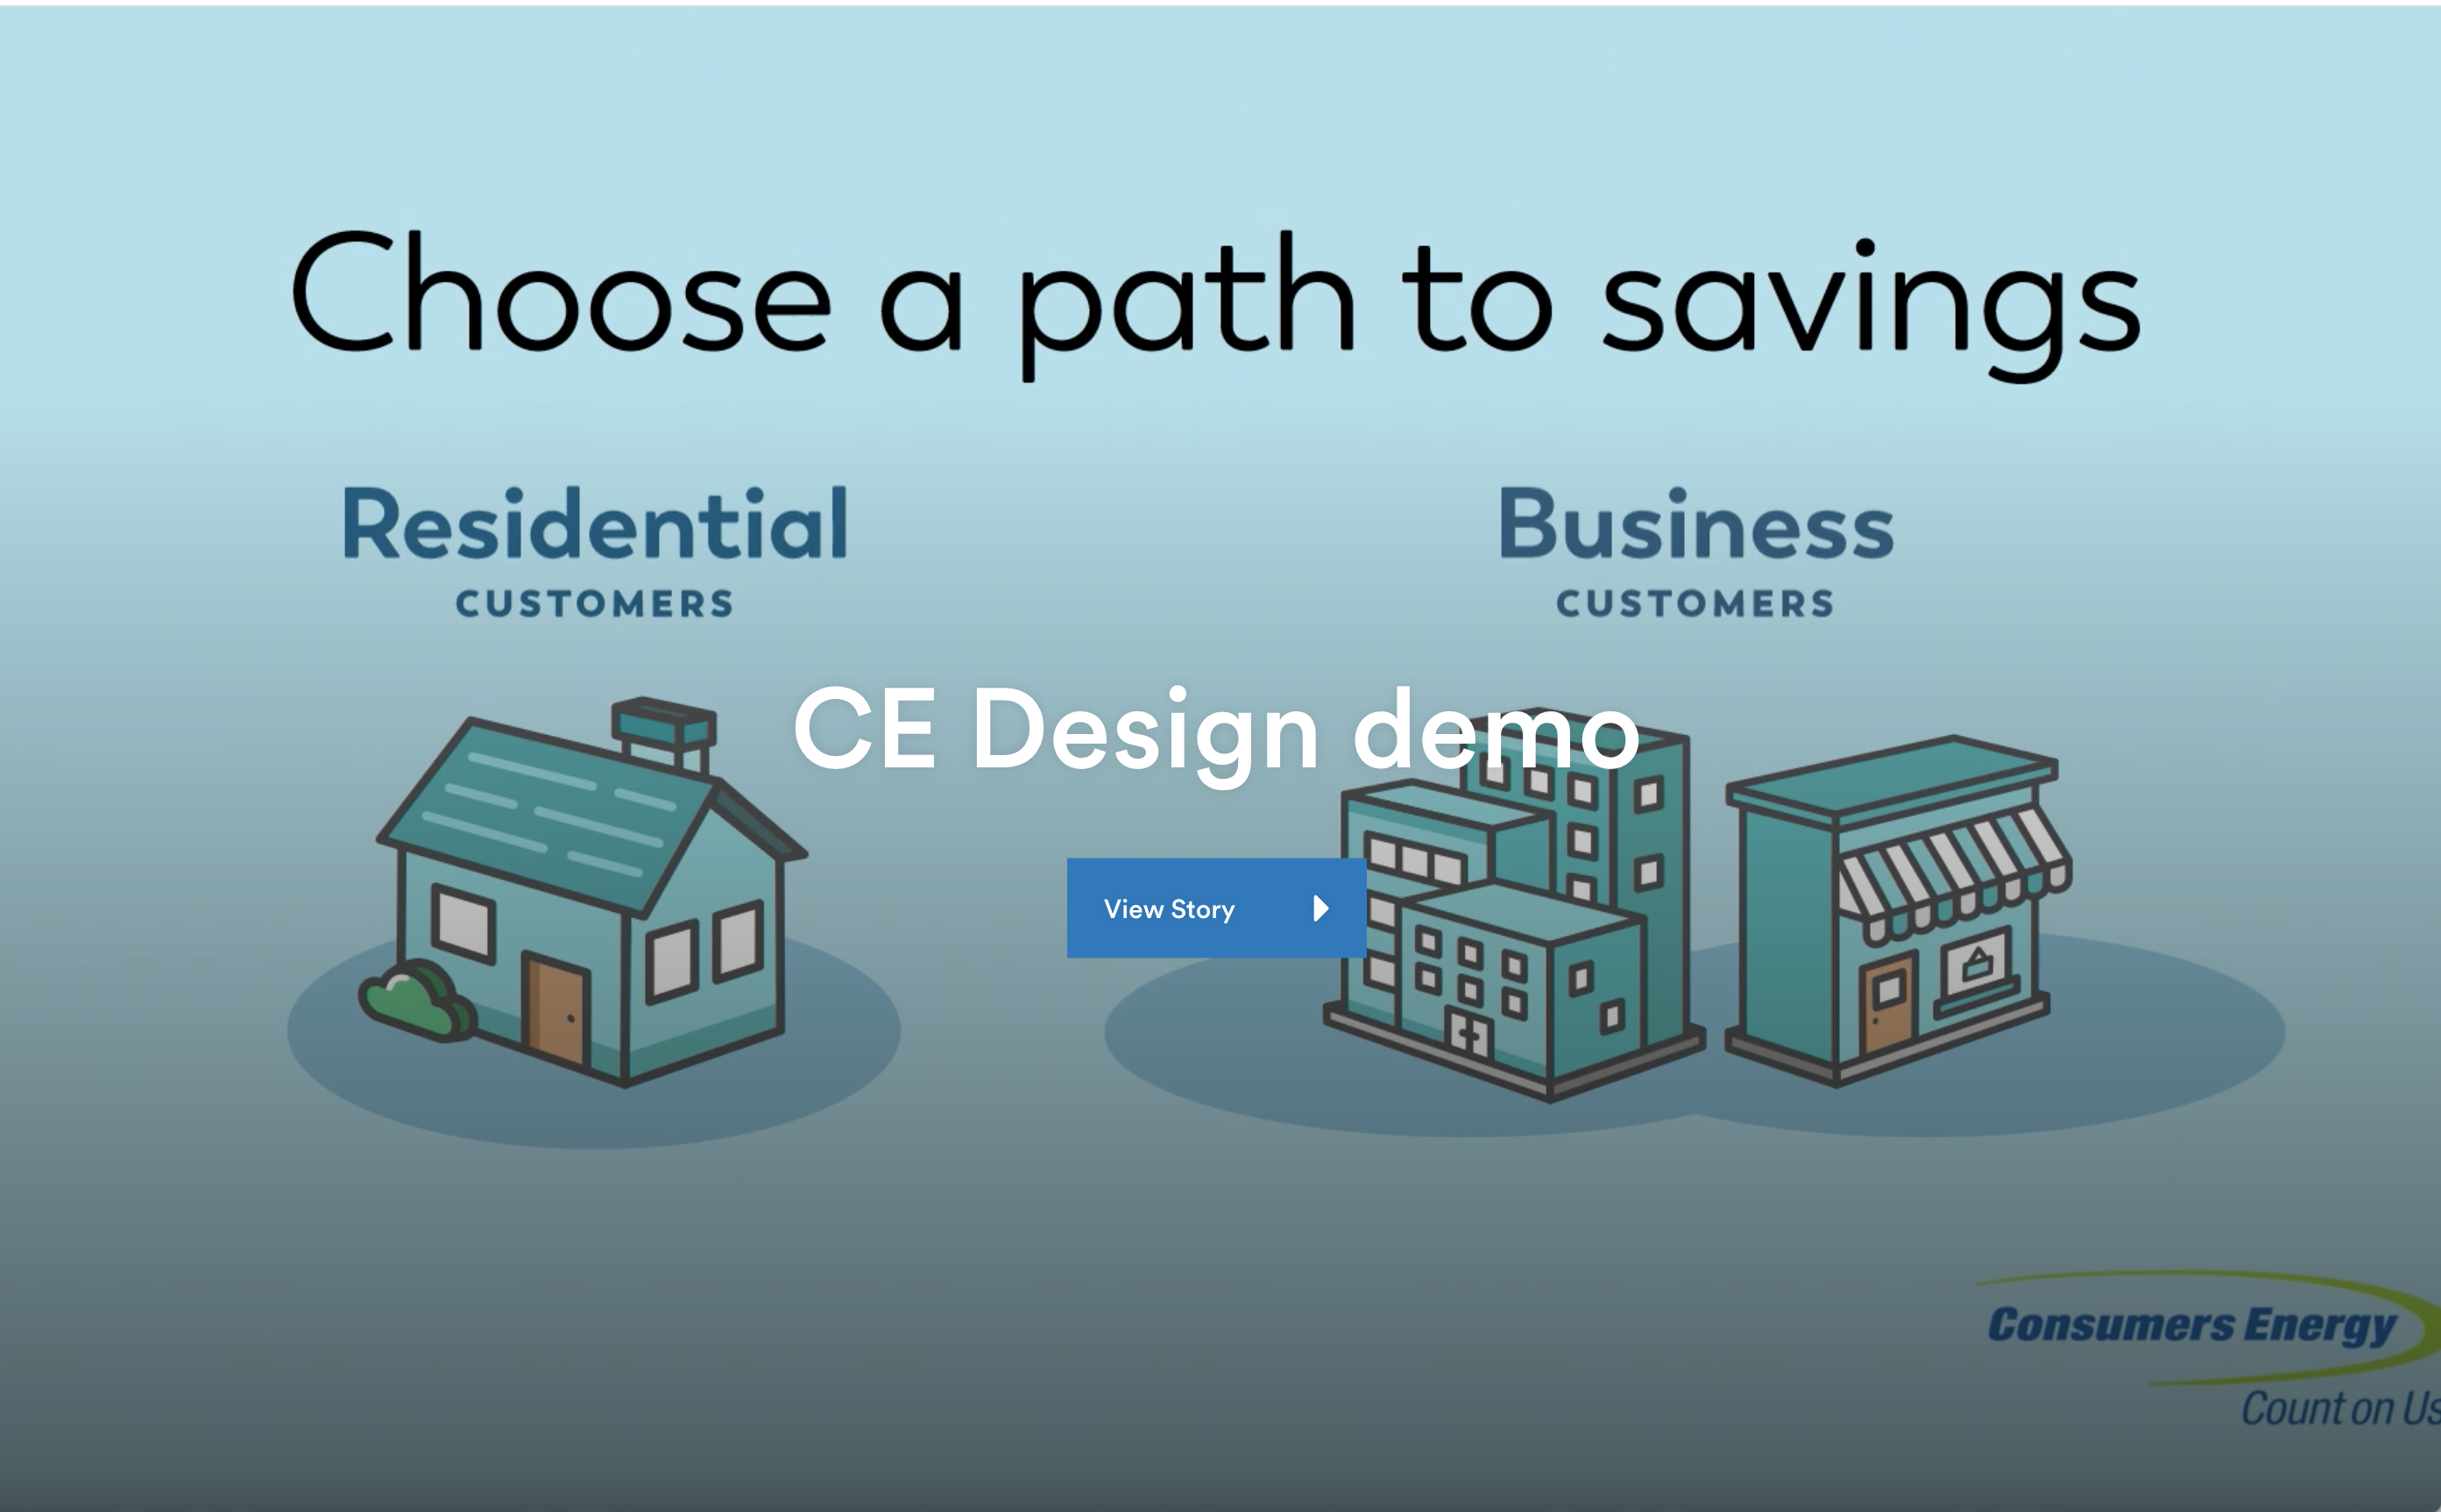 Choose a path to savings
Residential
CUSTOMERS
Business
CUSTOMERS
CE Design demo
View Story
Consumers Energy
Count on Us